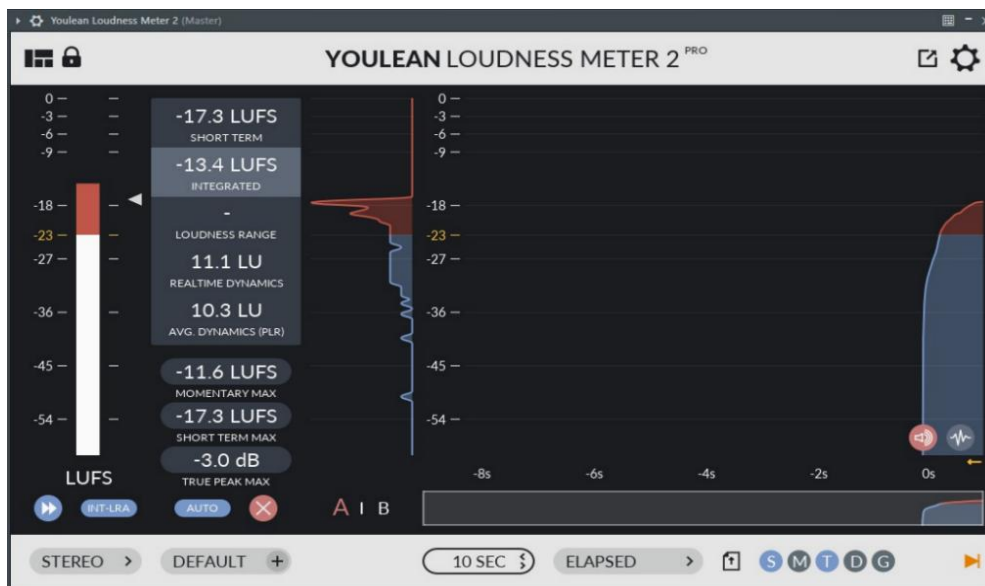 Youlean Loudness Meter 2 (Master)
YOULEAN LOUDNESS METER 2 PRO
0
-3
-6
-9
-18
-23
-27
-36
-45
-54
LUFS
INT-LRA
-17.3 LUFS
SHORT TERM
-13.4 LUFS
INTEGRATED
-
LOUDNESS RANGE
11.1 LU
REALTIME DYNAMICS
10.3 LU
AVG. DYNAMICS (PLR)
-11.6 LUFS
MOMENTARY MAX
-17.3 LUFS
SHORT TERM MAX
-3.0 dB
TRUE PEAK MAX
AUTO
0
-3
-6
-9
-18
-23
-27
-36
-45
-54
-8s -6s -4s -2s 0s
A I B
STEREO > DEFAULT + 10 SEC ELAPSED > S M T D G